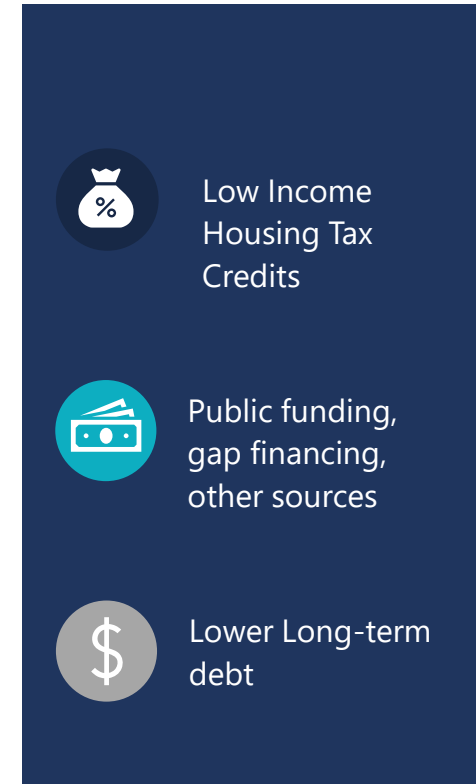 Low Income
Housing Tax
Credits
Public funding,
gap financing,
other sources
Lower Long-term
debt